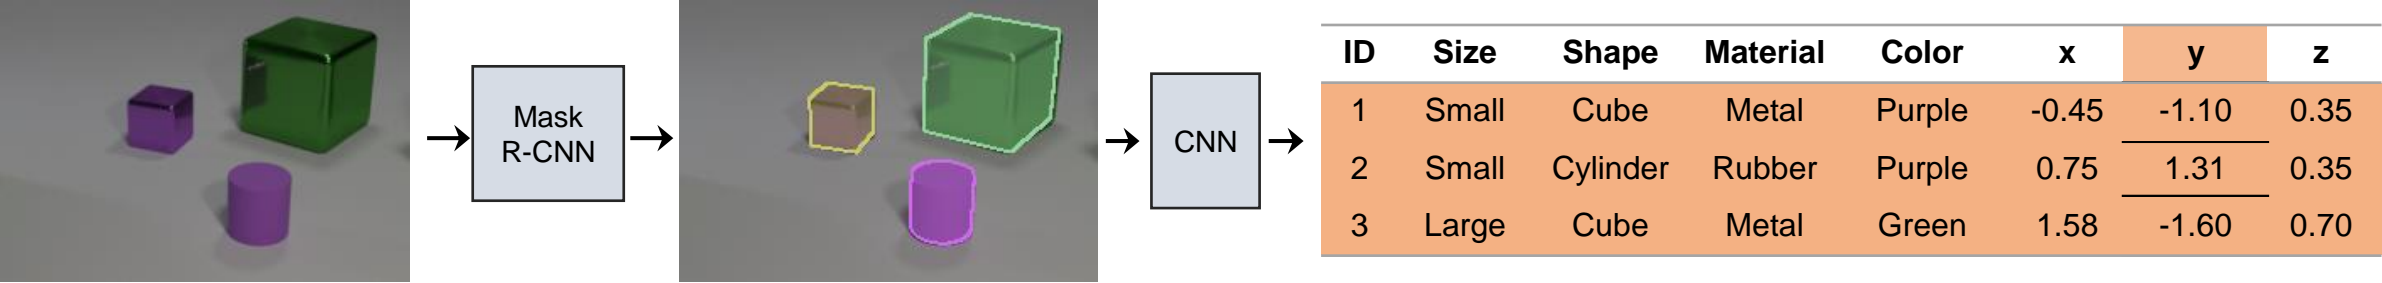 Mask
R-CNN
CNN
ID Size Shape Material Color x y z
1 Small Cube Metal Purple -0.45 -1.10 0.35
2 Small Cylinder Rubber Purple 0.75 1.31 0.35
3 Large Cube Metal Green 1.58 -1.60 0.70